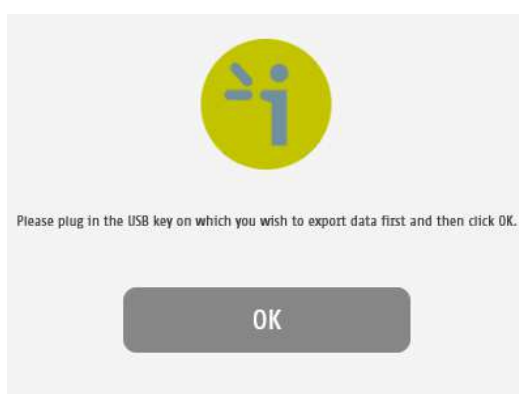 Please plug in the USB key on which you wish to export data first and then click OK.
OK